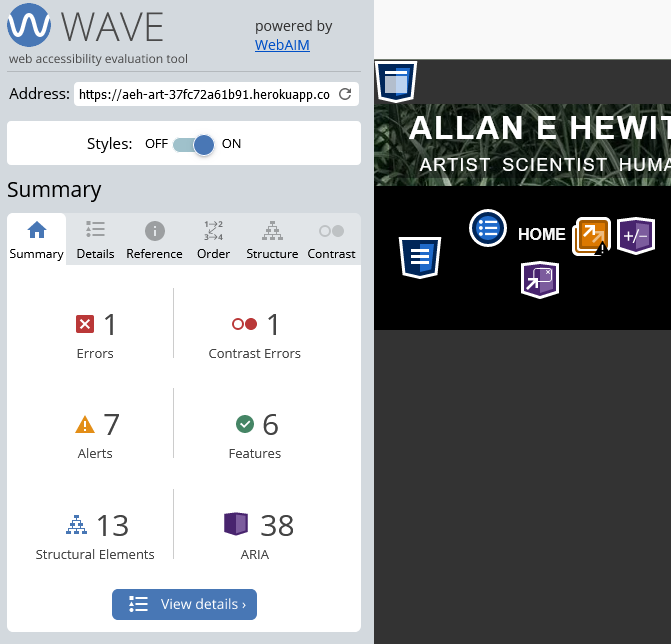 WAVE
powered by
WebAIM
web accessibility evaluation tool
Address: https://aeh-art-37fc72a61b91.herokuapp.co
Styles: OFF ON
Summary
Summary Details Reference Order Structure Contrast
1
Errors
1
Contrast Errors
7
Alerts
6
Features
13
Structural Elements
38
ARIA
View details ›
ALLAN E HEWIT
ARTIST SCIENTIST HUMA
HOME
+/-